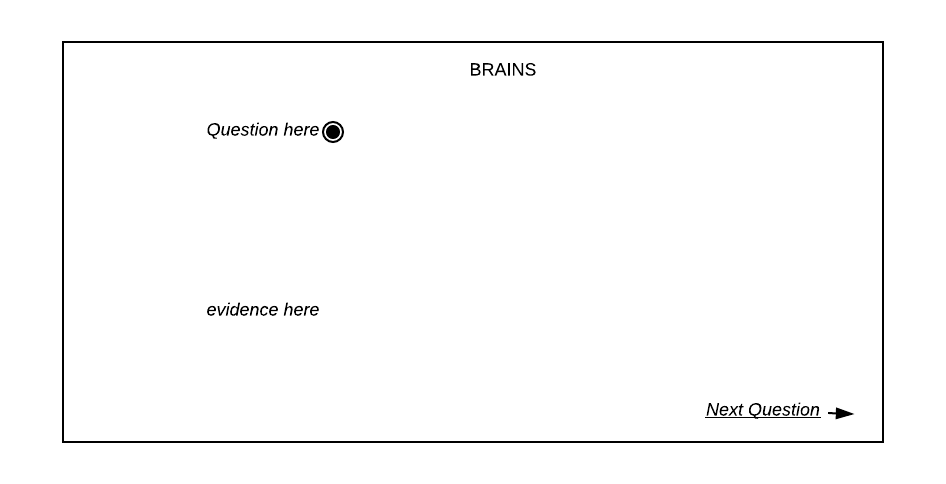 BRAINS
Question here
evidence here
Next Question